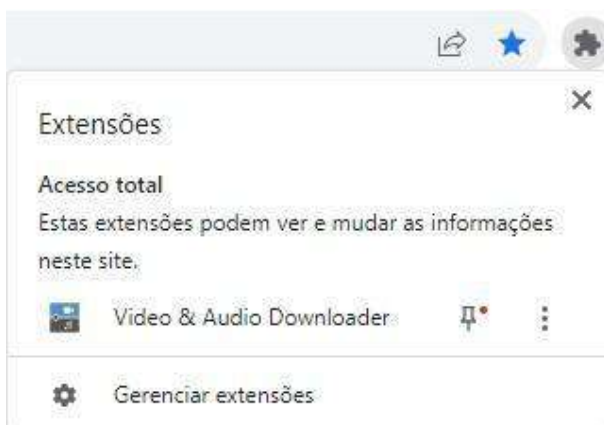 Extensões
Acesso total
Estas extensões podem ver e mudar as informações
neste site.
Video & Audio Downloader
Gerenciar extensões